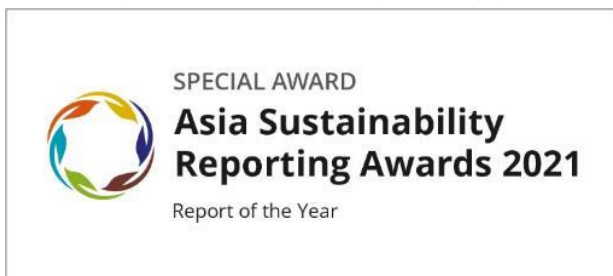 SPECIAL AWARD
Asia Sustainability
Reporting Awards 2021
Report of the Year